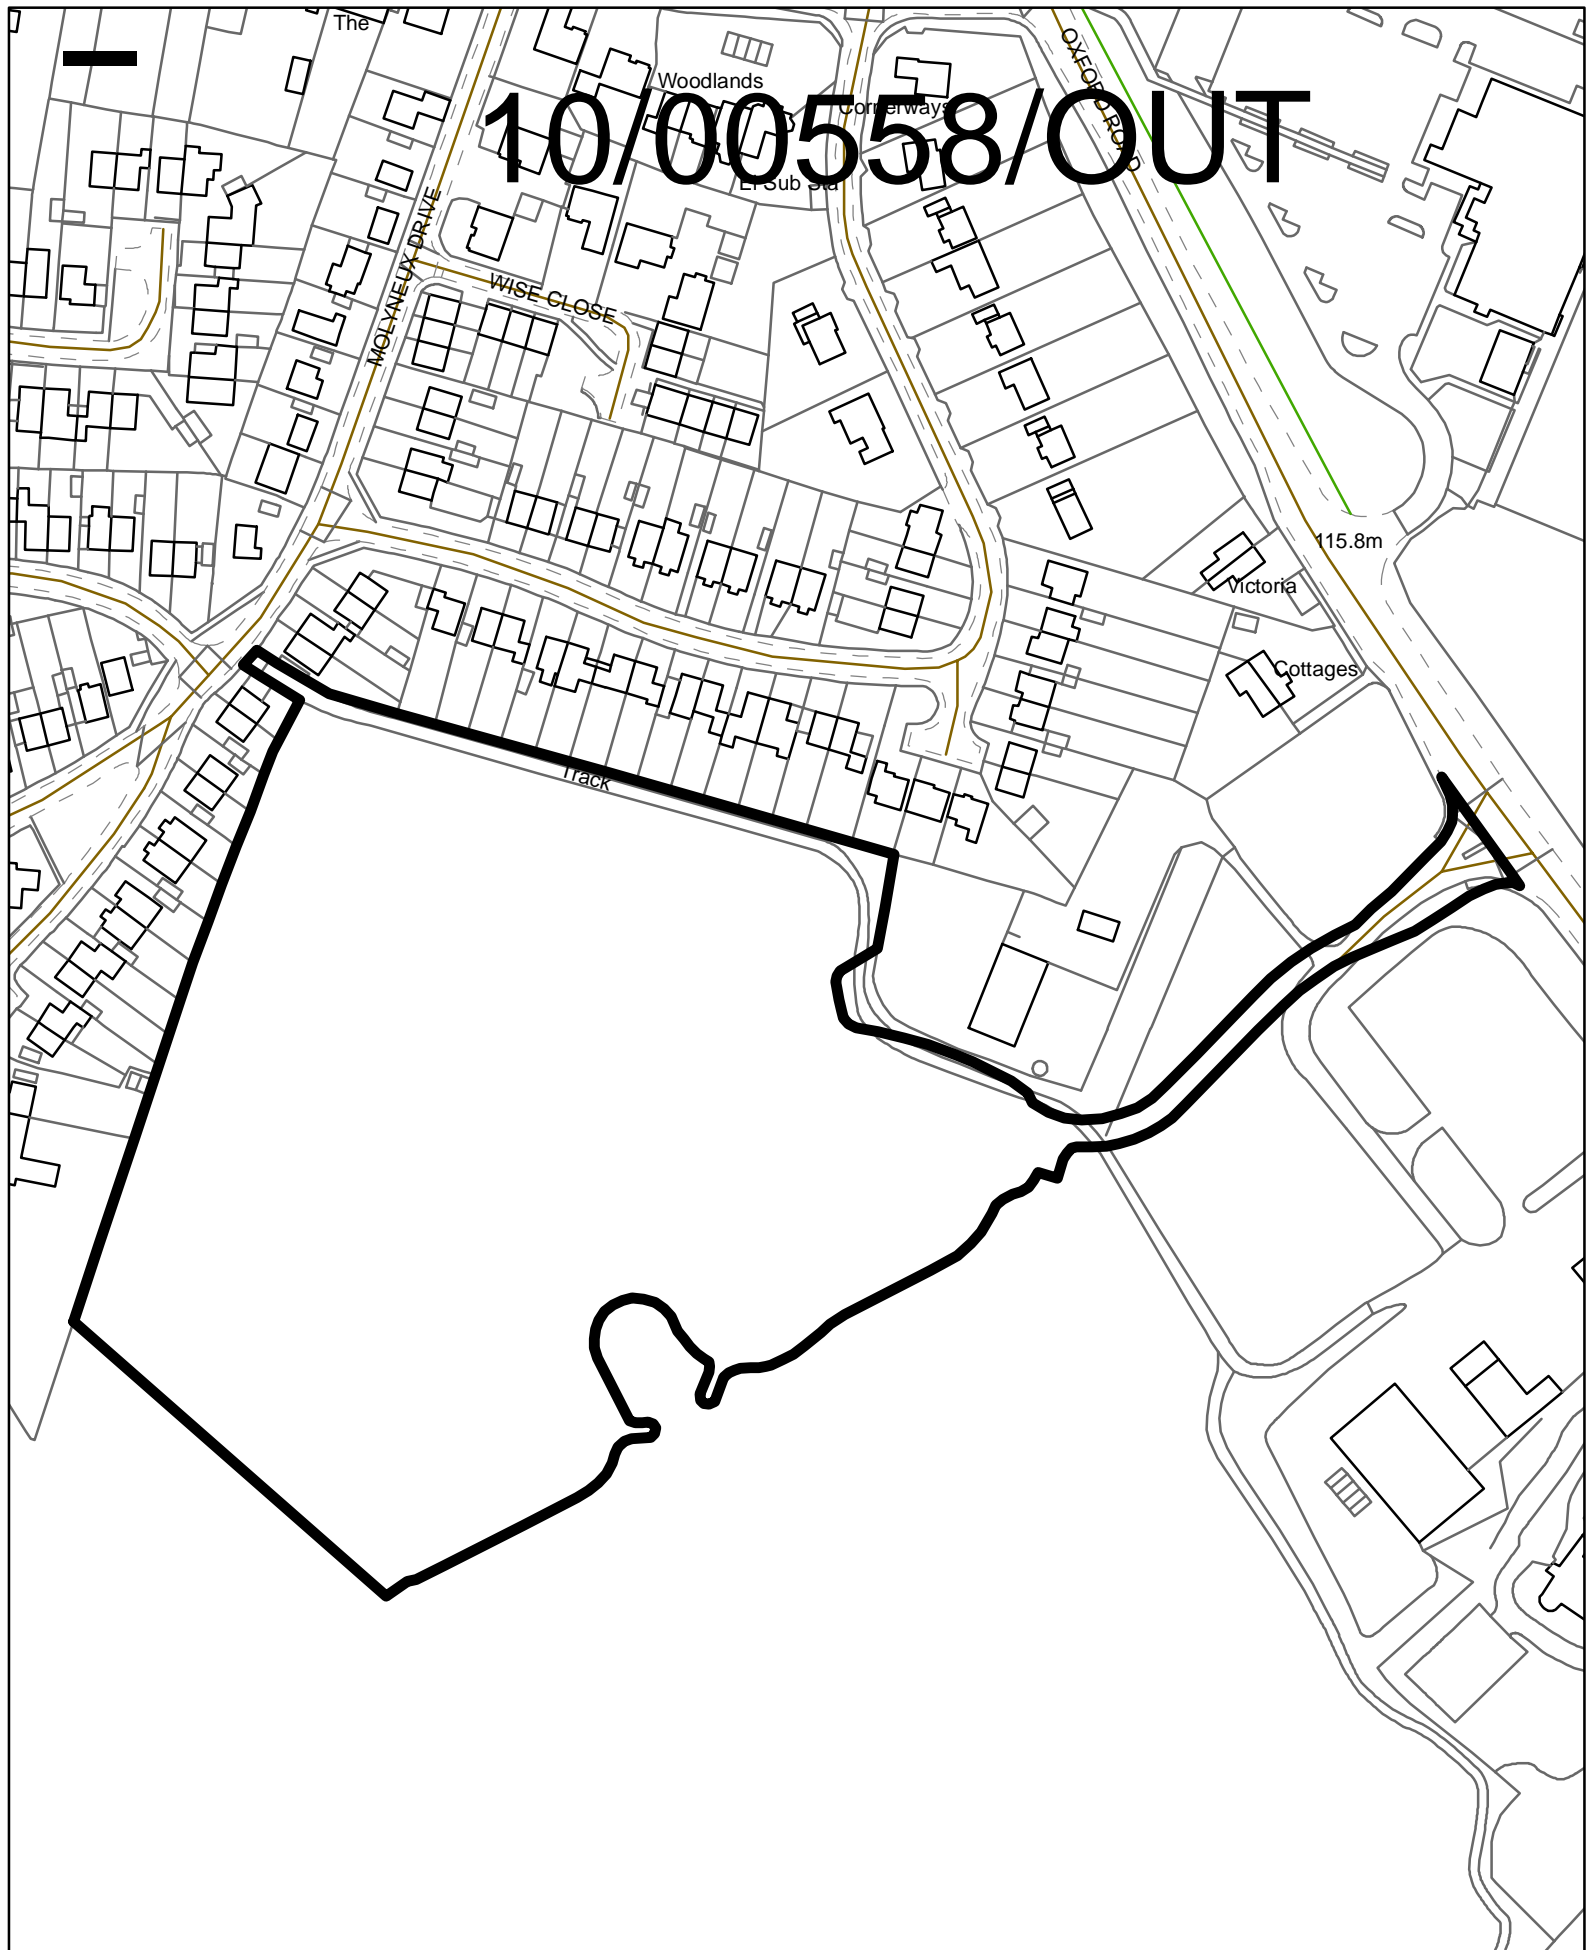 The
OXFORD ROAD
Woodlands
Cornerways
10/00558/OUT
El Sub Sta
MOLYNEUX DRIVE
WISE CLOSE
115.8m
Victoria
Cottages
Track